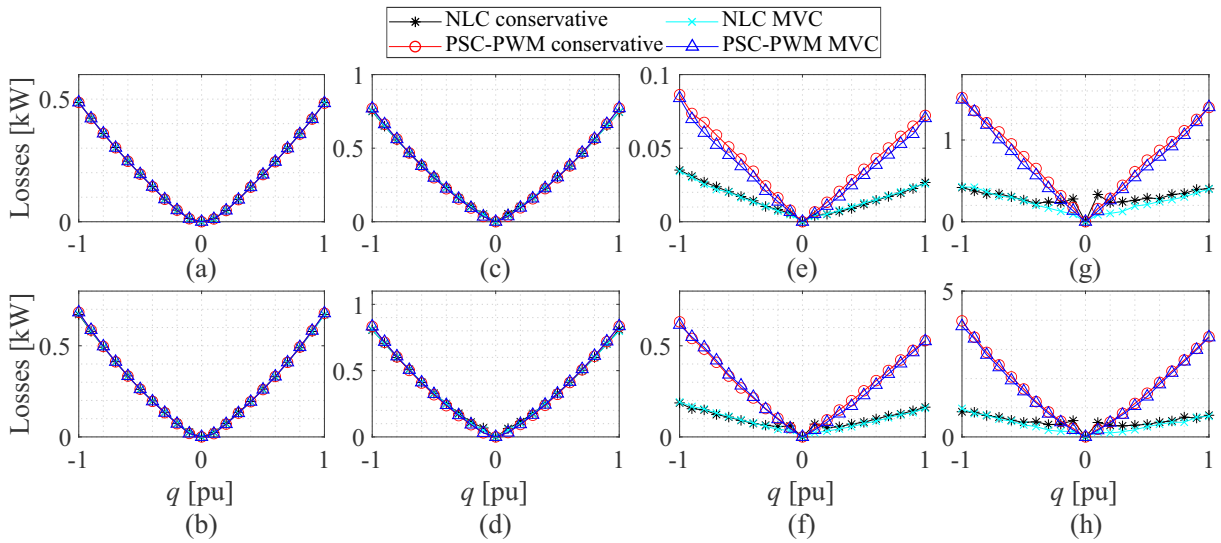 NLC conservative NLC MVC
PSC-PWM conservative PSC-PWM MVC
Losses [kW]
0.5
0
-1 0 1
(a)
1
0.5
0
-1 0 1
(c)
0.1
0.05
0
-1 0 1
(e)
1
0
-1 0 1
(g)
Losses [kW]
0.5
0
-1 0 1
q [pu]
(b)
1
0.5
0
-1 0 1
q [pu]
(d)
0.5
0
-1 0 1
q [pu]
(f)
5
0
-1 0 1
q [pu]
(h)